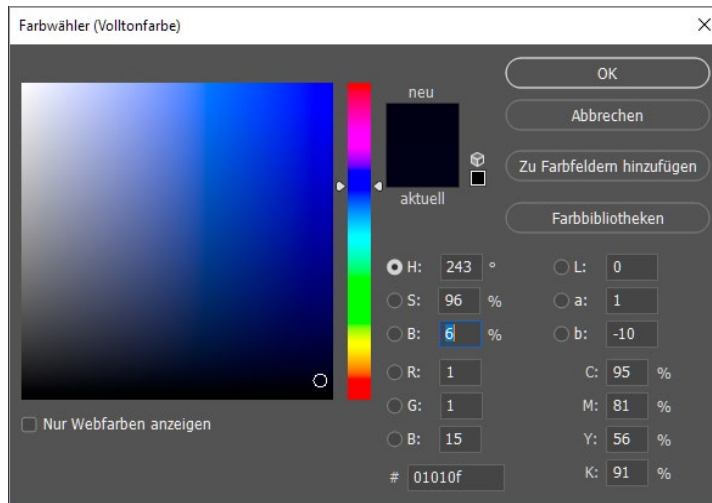 Farbwähler (Volltonfarbe)
neu
aktuell
OK
Abbrechen
Zu Farbfeldern hinzufügen
Farbbibliotheken
H: 243 °
S: 96 %
B: 6 %
R: 1
G: 1
B: 15
# 01010f
L: 0
a: 1
b: -10
C: 95 %
M: 81 %
Y: 56 %
K: 91 %
Nur Webfarben anzeigen